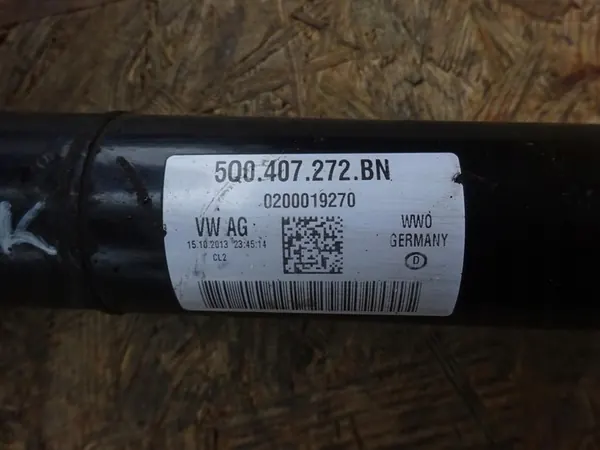 5Q0.407.272.BN
0200019270
VW AG
15.10.2013 23:45:14
CL2
WWO
GERMANY
D
K